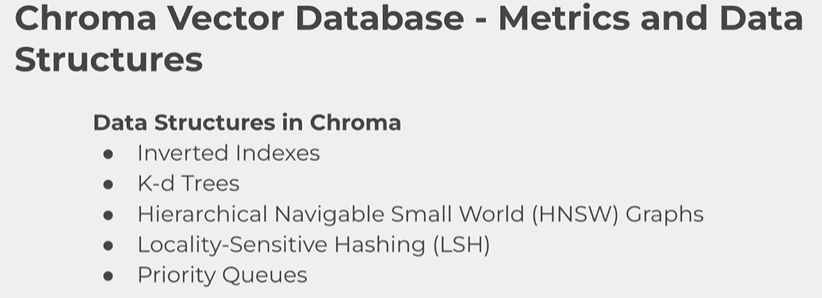 Chroma Vector Database - Metrics and Data
Structures
Data Structures in Chroma
● Inverted Indexes
● K-d Trees
● Hierarchical Navigable Small World (HNSW) Graphs
● Locality-Sensitive Hashing (LSH)
● Priority Queues